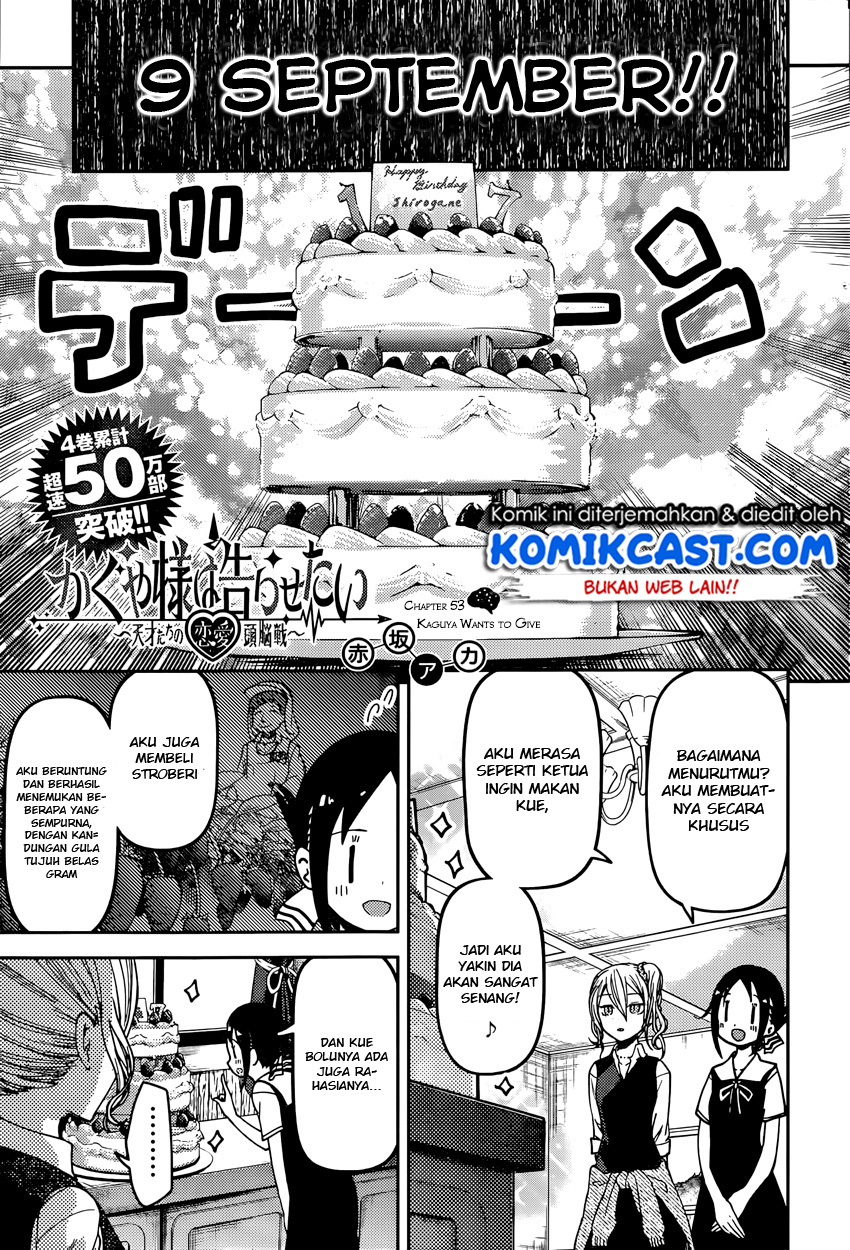 9 SEPTEMBER!!
Happy
Birthday
Shirogane
1 7
デーン
4巻累計
超速50万部
突破!!
かぐや様は告らせたい
～天才たちの恋愛頭脳戦～
赤坂アカ
CHAPTER 53
KAGUYA WANTS TO GIVE
Komik ini diterjemahkan & diedit oleh
KOMIKCAST.COM
BUKAN WEB LAIN!!
BAGAIMANA
MENURUTMU?
AKU MEMBUAT-
NYA SECARA
KHUSUS
AKU MERASA
SEPERTI KETUA
INGIN MAKAN
KUE,
JADI AKU
YAKIN DIA
AKAN SANGAT
SENANG!
♪
AKU JUGA
MEMBELI
STROBERI
AKU BERUNTUNG
DAN BERHASIL
MENEMUKAN BE-
BERAPA YANG
SEMPURNA,
DENGAN KAN=
DUNGAN GULA
TUJUH BELAS
GRAM
DAN KUE
BOLUNYA ADA
JUGA RA-
HASIANYA...
........